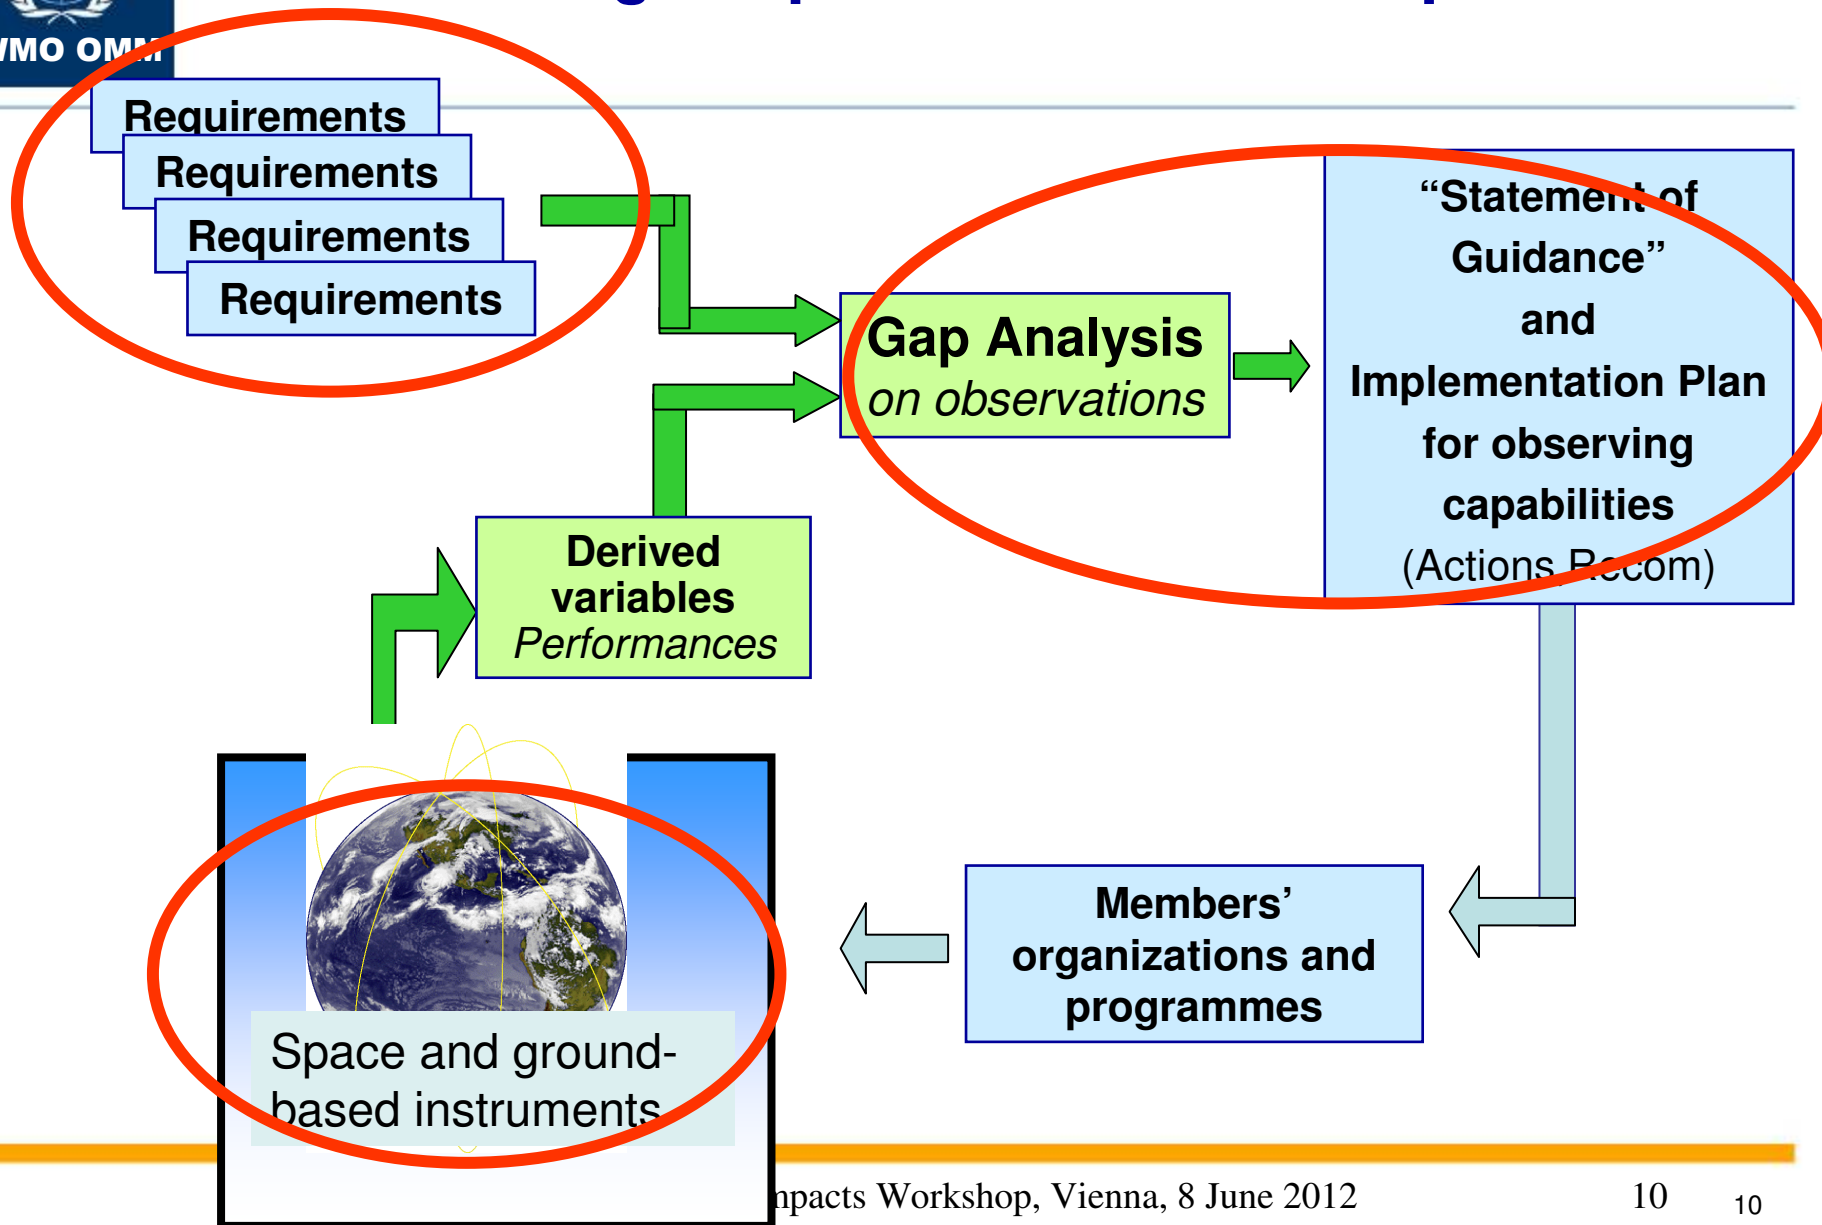 WMO OMM
Requirements
Requirements
Requirements
Requirements
“Statement of
Guidance”
and
Implementation Plan
for observing
capabilities
(Actions,Recom)
Gap Analysis
on observations
Derived
variables
Performances
Members’
organizations and
programmes
Space and ground-
based instruments
Workshop, Vienna, 8 June 2012
10
10